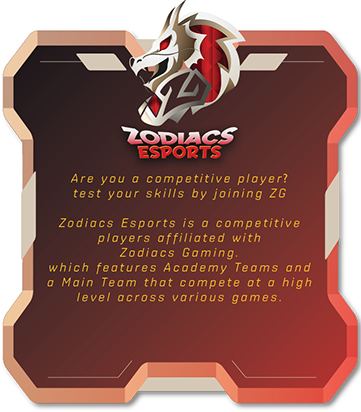 ZODIACS
ESPORTS
Are you a competitive player?
test your skills by joining ZG
Zodiacs Esports is a competitive
players affiliated with
Zodiacs Gaming.
which features Academy Teams and
a Main Team that compete at a high
level across various games.